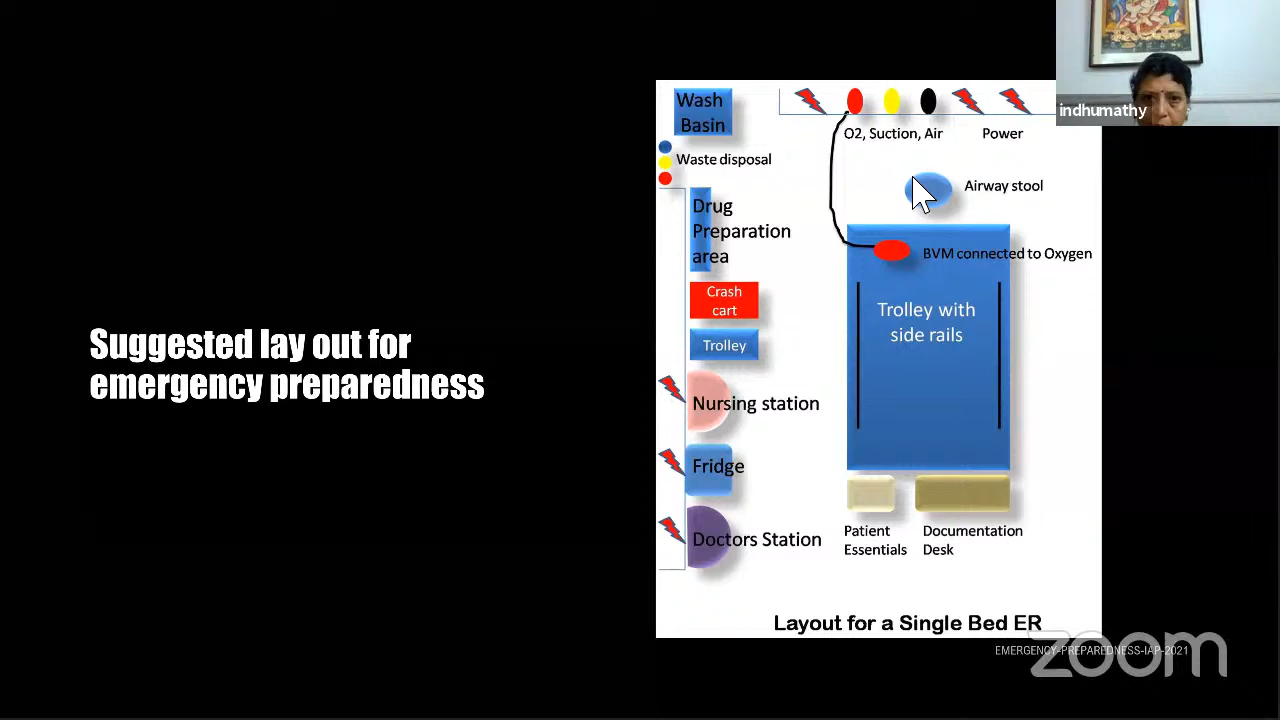 Suggested lay out for
emergency preparedness
Wash
Basin
Waste disposal
Drug
Preparation
area
Crash
cart
Trolley
Nursing station
Fridge
Doctors Station
O2, Suction, Air
Power
Airway stool
BVM connected to Oxygen
Trolley with
side rails
Patient
Essentials
Documentation
Desk
Layout for a Single Bed ER
EMERGENCY-PREPAREDNESS-IAP-2021
zoom
indhumathy